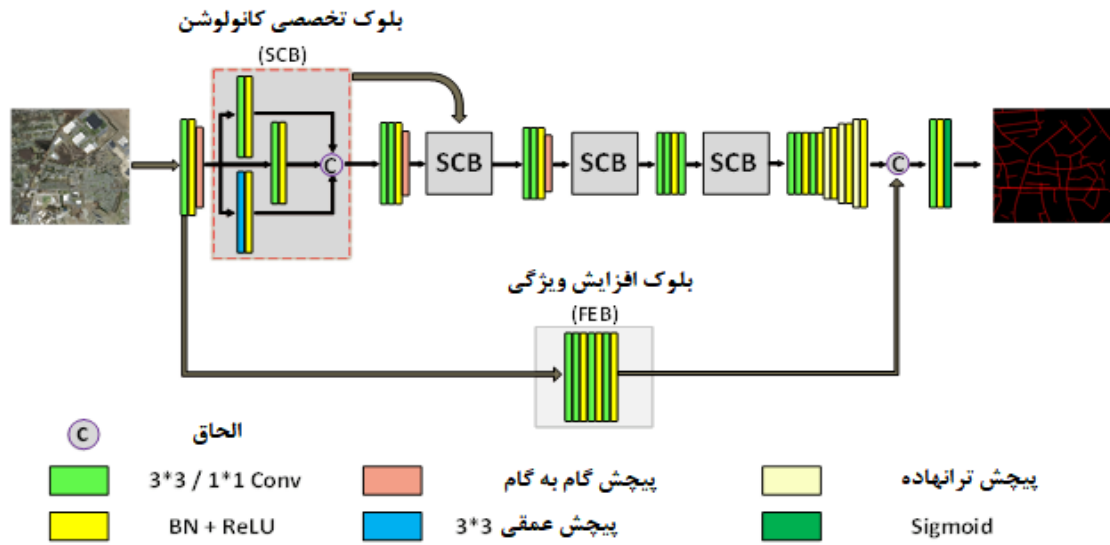 بلوک تخصصی کانولوشن
(SCB)
C
SCB
SCB
SCB
C
بلوک افزایش ویژگی
(FEB)
C
الحاق
3*3 / 1*1 Conv
پیچش گام به گام
پیچش ترانهاده
BN + ReLU
پیچش عمقی 3*3
Sigmoid